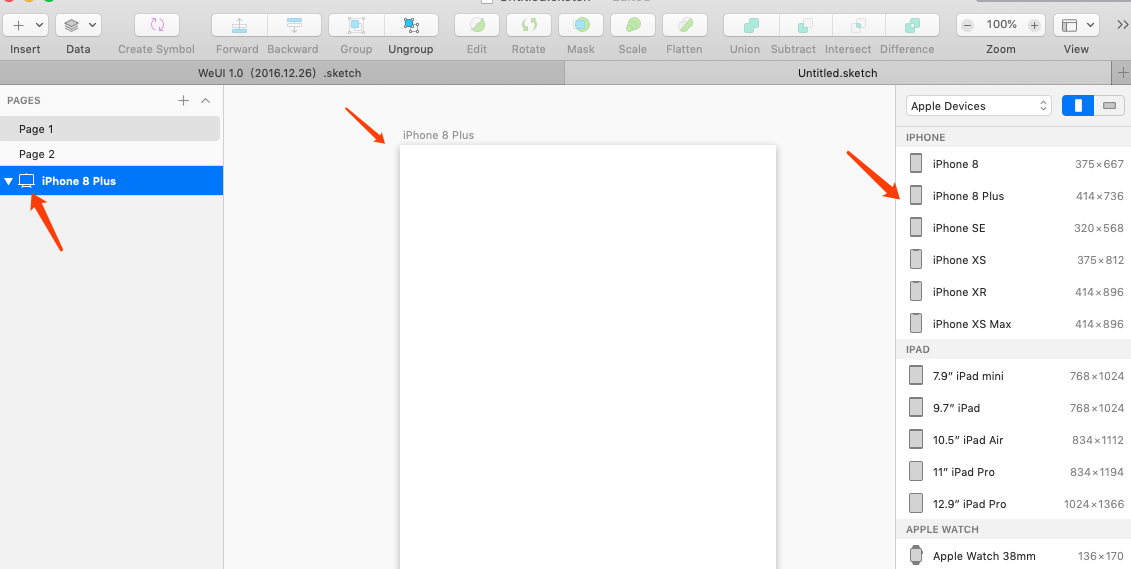 Insert Data Create Symbol Forward Backward Group Ungroup Edit Rotate Mask Scale Flatten Union Subtract Intersect Difference 100% Zoom View
WeUI 1.0（2016.12.26）.sketch
Untitled.sketch
PAGES
Page 1
Page 2
iPhone 8 Plus
iPhone 8 Plus
Apple Devices
IPHONE
iPhone 8 375×667
iPhone 8 Plus 414×736
iPhone SE 320×568
iPhone XS 375×812
iPhone XR 414×896
iPhone XS Max 414×896
IPAD
7.9” iPad mini 768×1024
9.7” iPad 768×1024
10.5” iPad Air 834×1112
11” iPad Pro 834×1194
12.9” iPad Pro 1024×1366
APPLE WATCH
Apple Watch 38mm 136×170